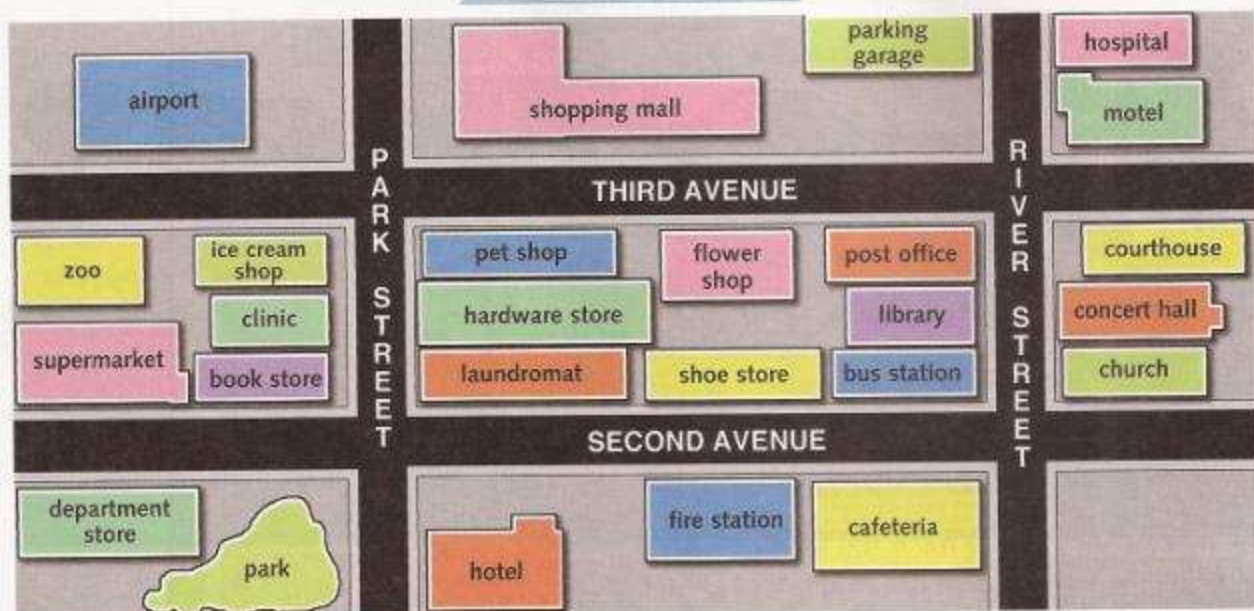 parking
garage
hospital
airport
shopping mall
motel
PARK STREET
THIRD AVENUE
RIVER STREET
zoo
ice cream
shop
pet shop
flower
shop
post office
courthouse
clinic
hardware store
library
concert hall
supermarket
book store
laundromat
shoe store
bus station
church
SECOND AVENUE
department
store
park
hotel
fire station
cafeteria